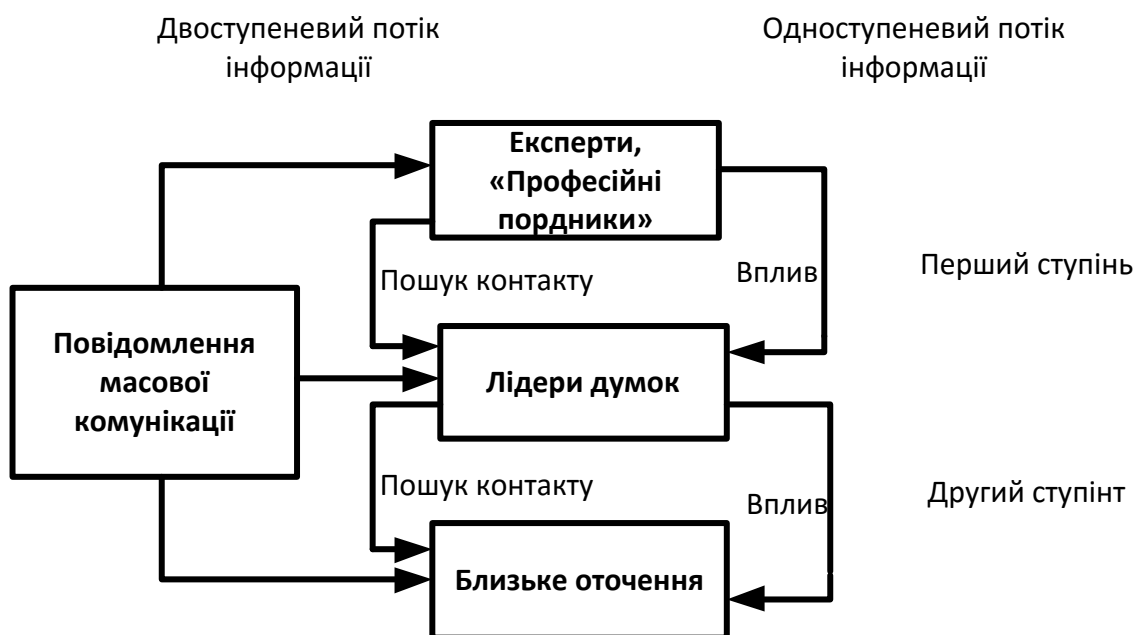 Двоступеневий потік
інформації
Одноступеневий потік
інформації
Експерти,
«Професійні
пордники»
Пошук контакту
Вплив
Перший ступінь
Повідомлення
масової
комунікації
Лідери думок
Пошук контакту
Вплив
Другий ступінт
Близьке оточення